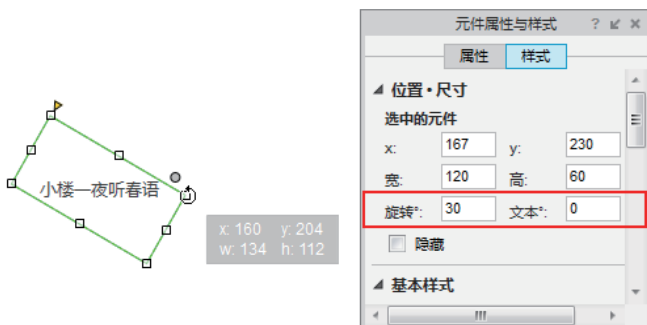 小楼一夜听春语
x: 160 y: 204
w: 134 h: 112
元件属性与样式 ?
属性 样式
位置·尺寸
选中的元件
x: 167 y: 230
宽: 120 高: 60
旋转°: 30 文本°: 0
隐藏
基本样式